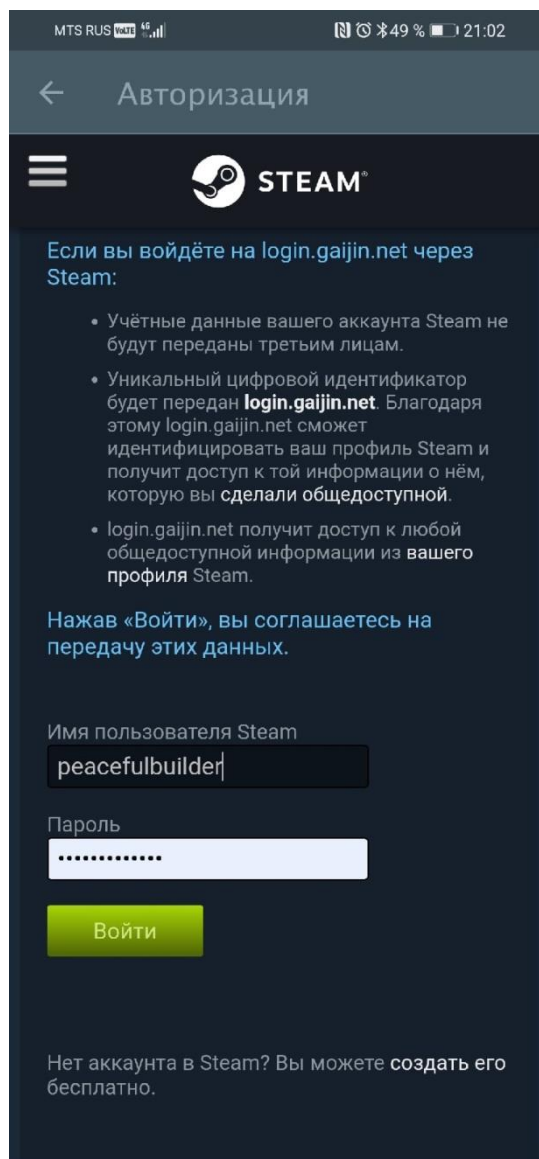 MTS RUS VoLTE 4G 49 % 21:02
Авторизация
STEAM®
Если вы войдёте на login.gaijin.net через
Steam:
• Учётные данные вашего аккаунта Steam не
будут переданы третьим лицам.
• Уникальный цифровой идентификатор
будет передан login.gaijin.net. Благодаря
этому login.gaijin.net сможет
идентифицировать ваш профиль Steam и
получит доступ к той информации о нём,
которую вы сделали общедоступной.
• login.gaijin.net получит доступ к любой
общедоступной информации из вашего
профиля Steam.
Нажав «Войти», вы соглашаетесь на
передачу этих данных.
Имя пользователя Steam
peacefulbuilder
Пароль
•••••••••••••
Войти
Нет аккаунта в Steam? Вы можете создать его
бесплатно.